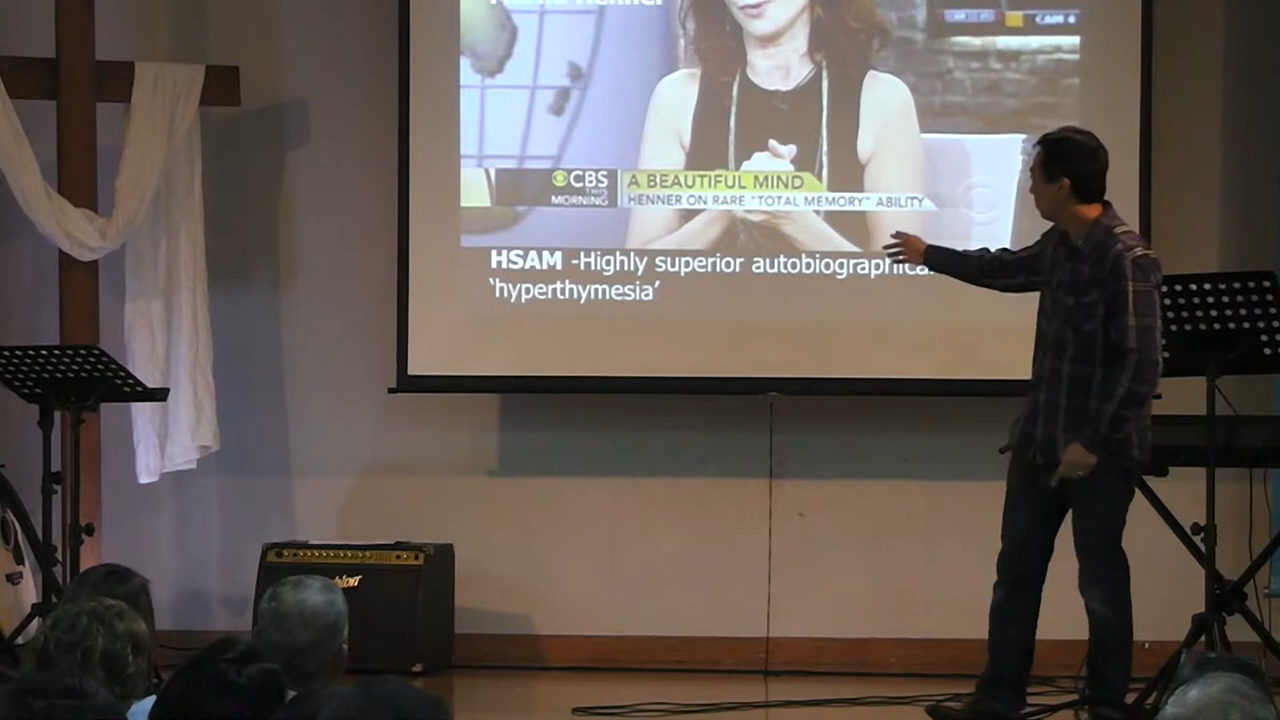 CAM 4
CBS
THIS
MORNING
A BEAUTIFUL MIND
HENNER ON RARE "TOTAL MEMORY" ABILITY
HSAM -Highly superior autobiographical
'hyperthymesia'